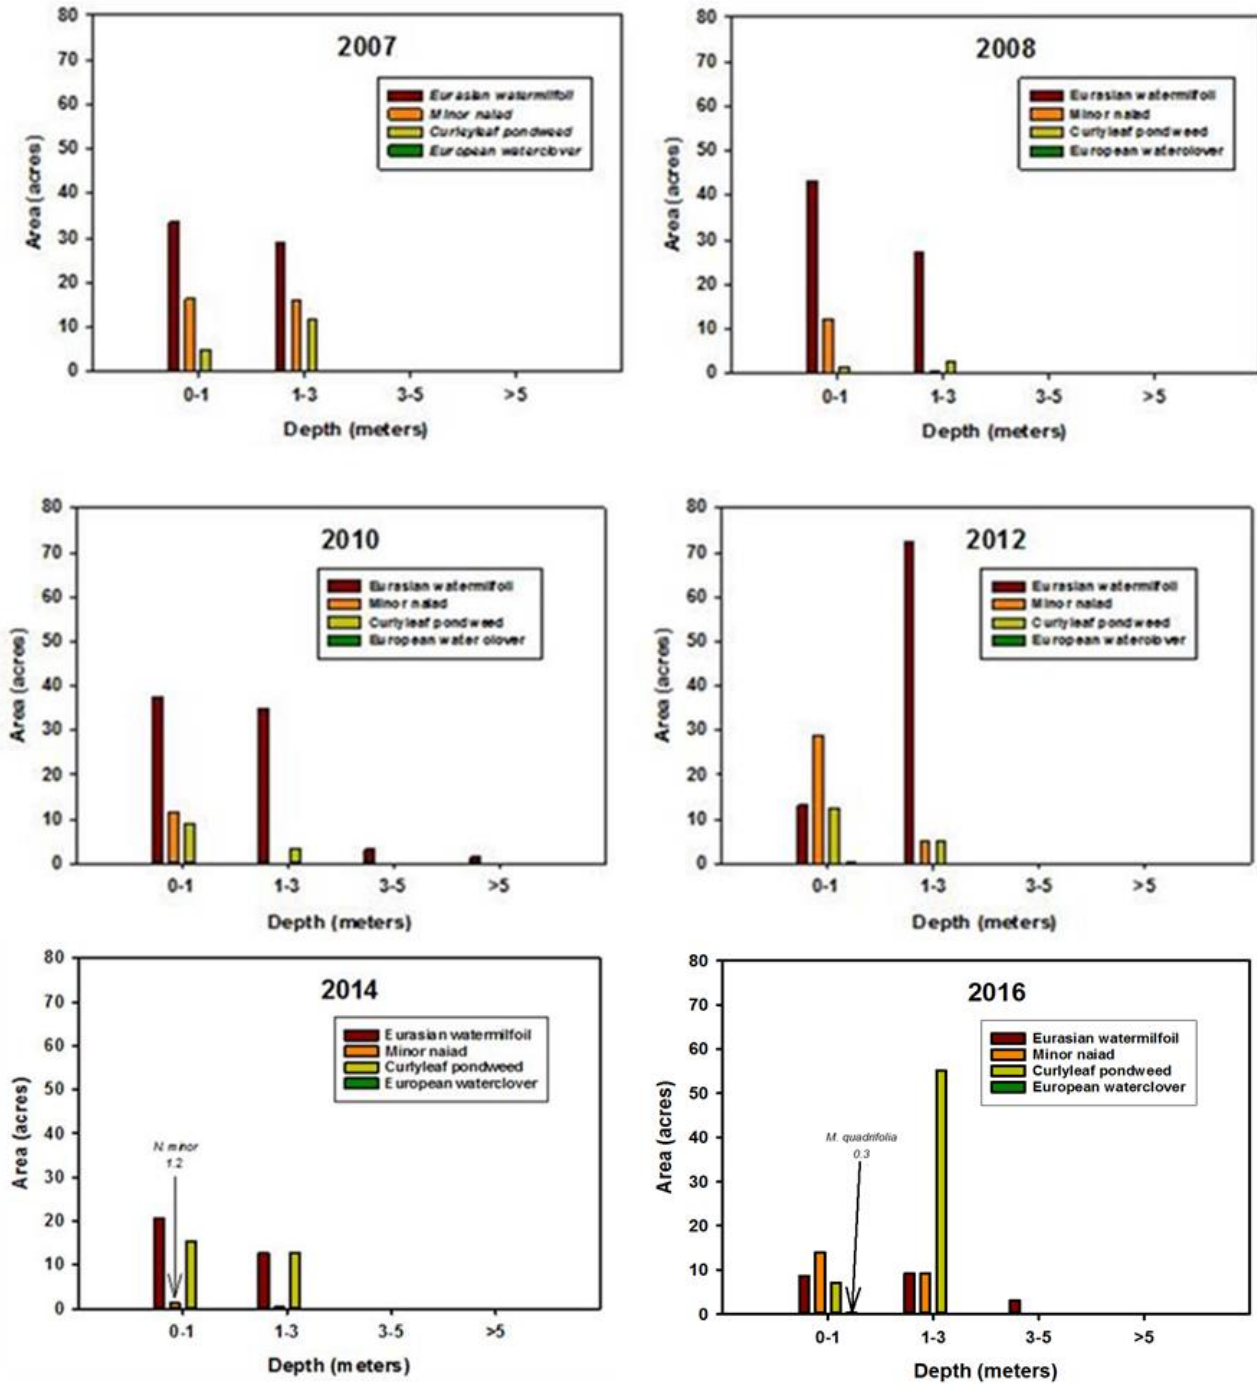 2007
Eurasian watermilfoil
Minor naiad
Curleyleaf pondweed
European waterclover
80
70
60
50
40
30
20
10
0
Area (acres)
0-1 1-3 3-5 >5
Depth (meters)
2008
Eurasian watermilfoil
Minor naiad
Curlyleaf pondweed
European waterclover
80
70
60
50
40
30
20
10
0
Area (acres)
0-1 1-3 3-5 >5
Depth (meters)
2010
Eurasian watermilfoil
Minor naiad
Curlyleaf pondweed
European water clover
80
70
60
50
40
30
20
10
0
Area (acres)
0-1 1-3 3-5 >5
Depth (meters)
2012
Eurasian watermilfoil
Minor naiad
Curlyleaf pondweed
European waterclover
80
70
60
50
40
30
20
10
0
Area (acres)
0-1 1-3 3-5 >5
Depth (meters)
2014
Eurasian watermilfoil
Minor naiad
Curlyleaf pondweed
European waterclover
N. minor
1.2
80
70
60
50
40
30
20
10
0
Area (acres)
0-1 1-3 3-5 >5
Depth (meters)
2016
Eurasian watermilfoil
Minor naiad
Curlyleaf pondweed
European waterclover
M. quadrifolia
0.3
80
70
60
50
40
30
20
10
0
Area (acres)
0-1 1-3 3-5 >5
Depth (meters)